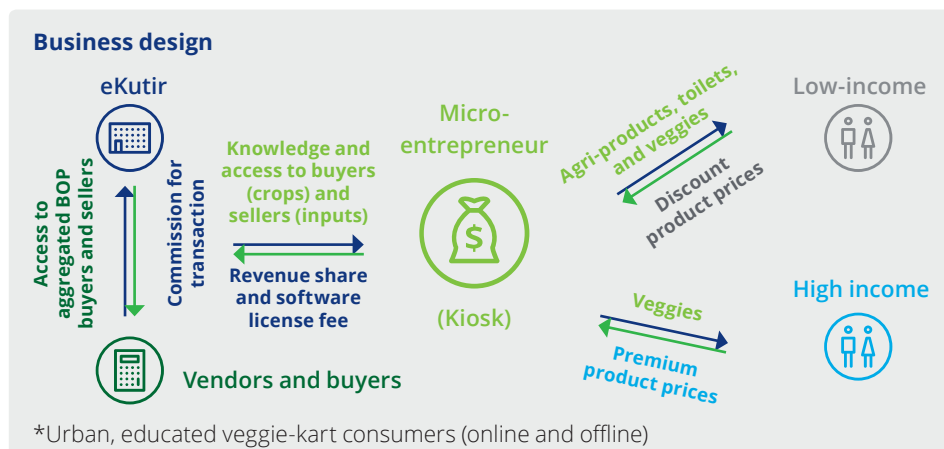 Business design
eKutir
Access to
aggregated BOP
buyers and sellers
Commission for
transaction
Vendors and buyers
Knowledge and
access to buyers
(crops) and
sellers (inputs)
Revenue share
and software
license fee
Micro-
entrepreneur
$
(Kiosk)
Agri-products, toilets,
and veggies
Discount
product prices
Low-income
Veggies
Premium
product prices
High income
*Urban, educated veggie-kart consumers (online and offline)